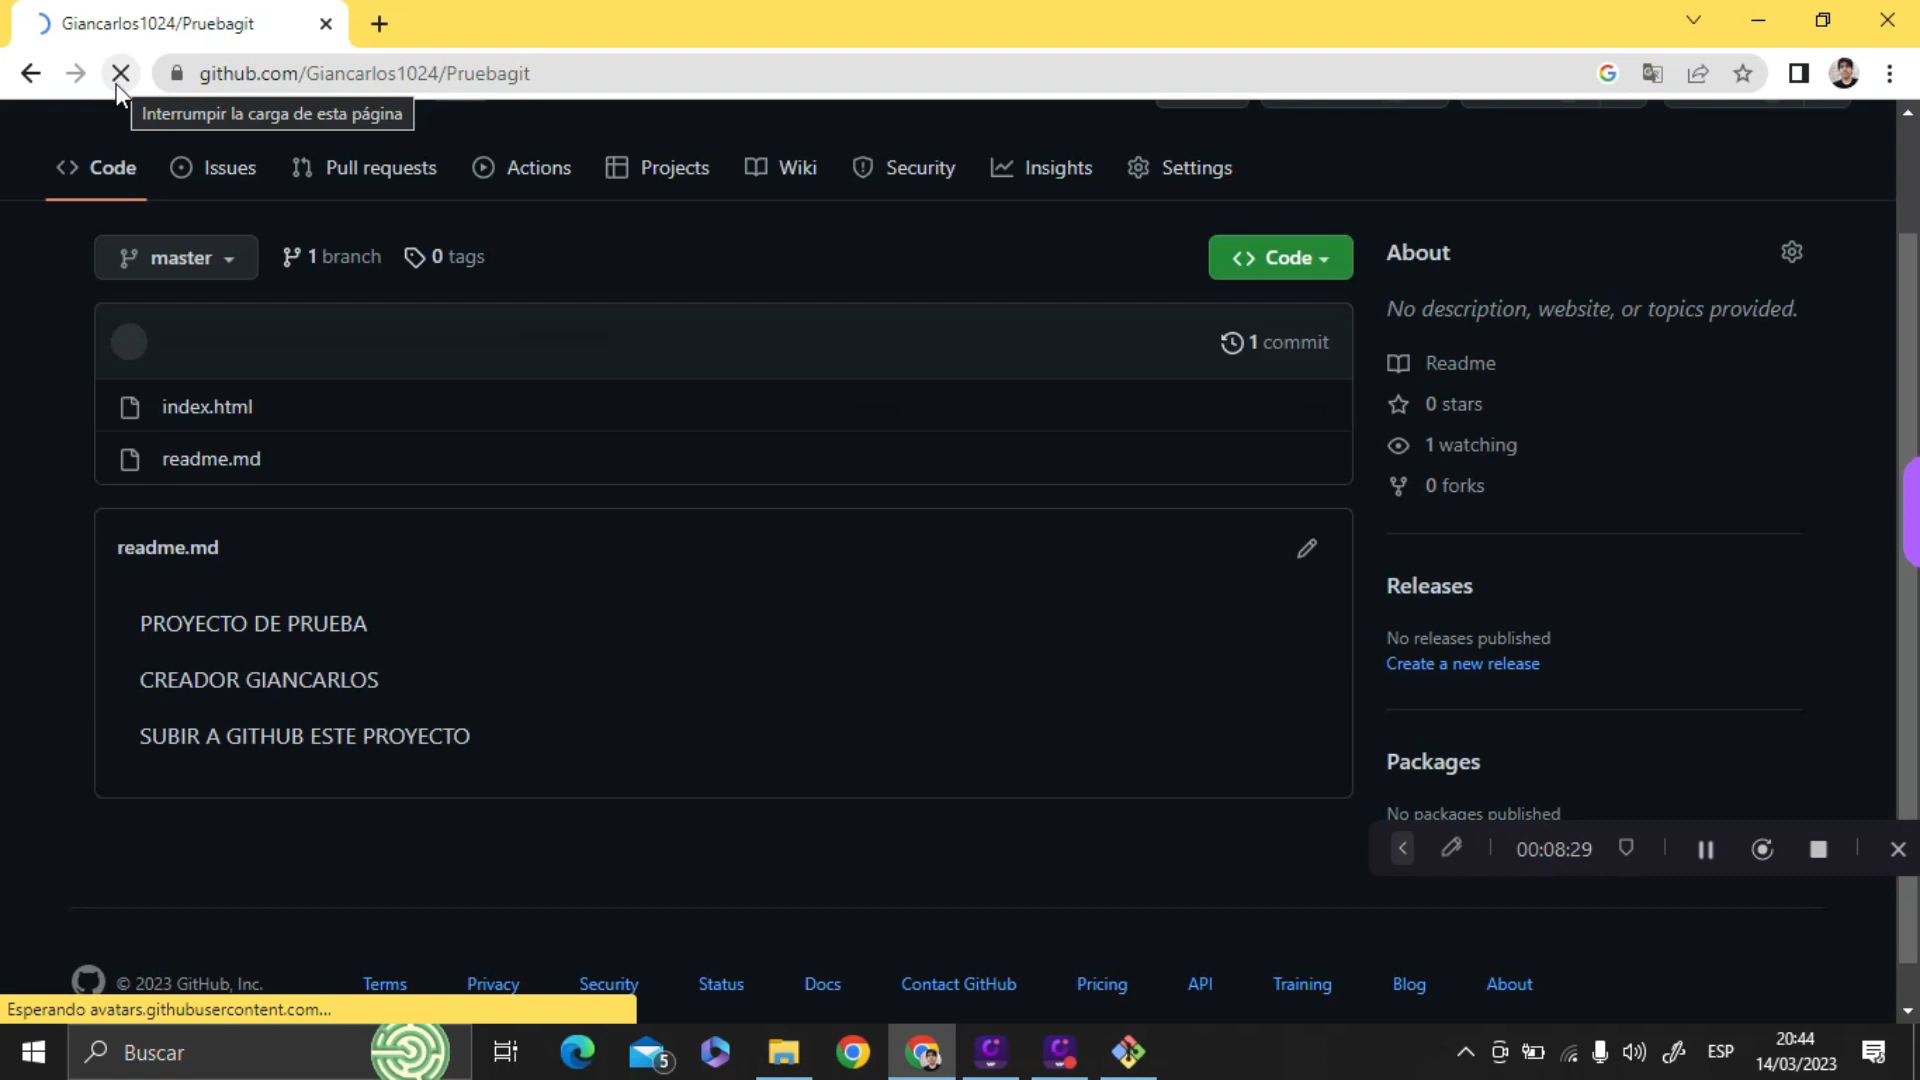 Giancarlos1024/Pruebagit
github.com/Giancarlos1024/Pruebagit
Interrumpir la carga de esta página
Code
Issues
Pull requests
Actions
Projects
Wiki
Security
Insights
Settings
master
1 branch
0 tags
Code
About
No description, website, or topics provided.
1 commit
index.html
readme.md
Readme
0 stars
1 watching
0 forks
readme.md
PROYECTO DE PRUEBA
CREADOR GIANCARLOS
SUBIR A GITHUB ESTE PROYECTO
Releases
No releases published
Create a new release
Packages
No packages published
00:08:29
© 2023 GitHub, Inc.
Terms
Privacy
Security
Status
Docs
Contact GitHub
Pricing
API
Training
Blog
About
Esperando avatars.githubusercontent.com...
Buscar
5
ESP
20:44
14/03/2023